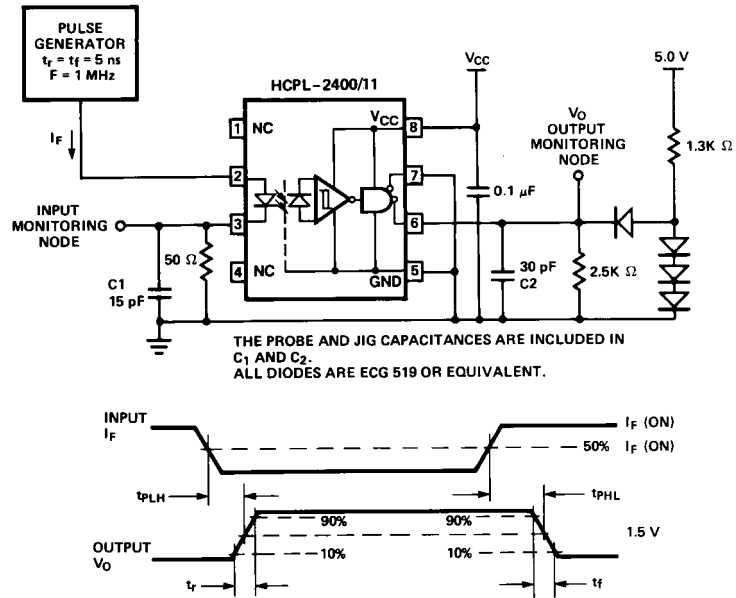 PULSE
GENERATOR
tr = tf = 5 ns
F = 1 MHz
IF
HCPL-2400/11
VCC
5.0 V
1 NC
VCC 8
VO
OUTPUT
MONITORING
NODE
1.3K Ω
2
7
0.1 μF
INPUT
MONITORING
NODE
3
6
50 Ω
4 NC
GND 5
C1
15 pF
30 pF
C2
2.5K Ω
THE PROBE AND JIG CAPACITANCES ARE INCLUDED IN
C1 AND C2.
ALL DIODES ARE ECG 519 OR EQUIVALENT.
INPUT
IF
IF (ON)
50% IF (ON)
tPLH
tPHL
90% 90%
1.5 V
OUTPUT
VO
10% 10%
tr
tf